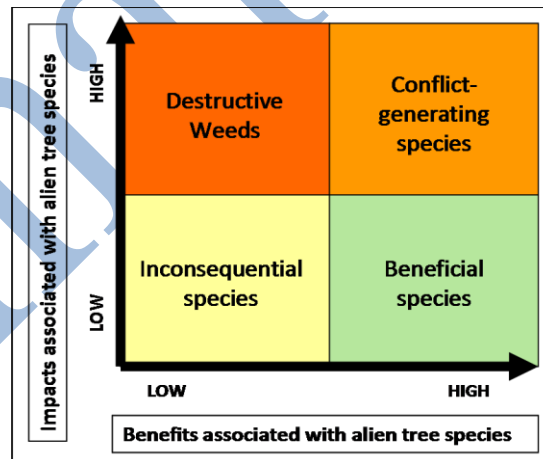 Impacts associated with alien tree species
HIGH
LOW
Destructive
Weeds
Conflict-
generating
species
Inconsequential
species
Beneficial
species
LOW
HIGH
Benefits associated with alien tree species